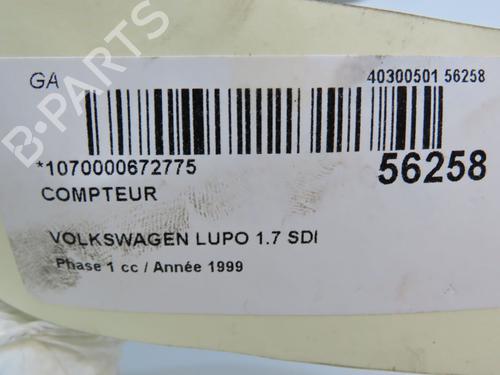 GA
40300501 56258
*1070000672775
56258
COMPTEUR
VOLKSWAGEN LUPO 1.7 SDI
Phase 1 cc / Année 1999
B-PARTS